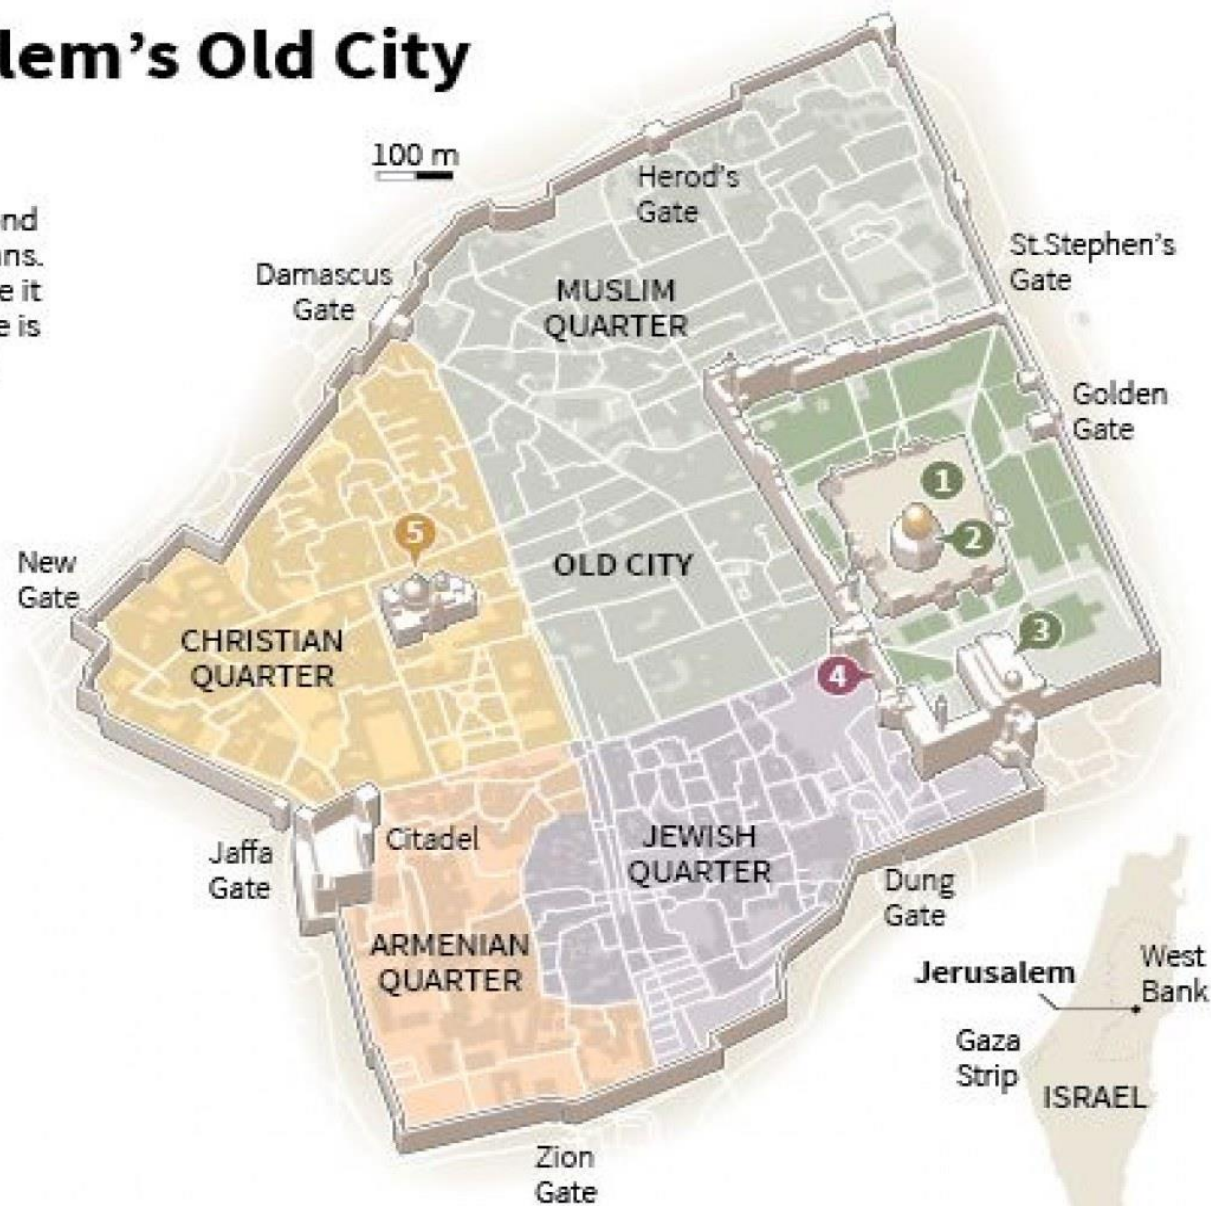 lem's Old City
100 m
nd
ns.
e it
e is
Herod's
Gate
St.Stephen's
Gate
Damascus
Gate
MUSLIM
QUARTER
Golden
Gate
1
2
5
OLD CITY
New
Gate
CHRISTIAN
QUARTER
3
4
Jaffa
Gate
Citadel
JEWISH
QUARTER
Dung
Gate
ARMENIAN
QUARTER
Jerusalem
West
Bank
Gaza
Strip
ISRAEL
Zion
Gate